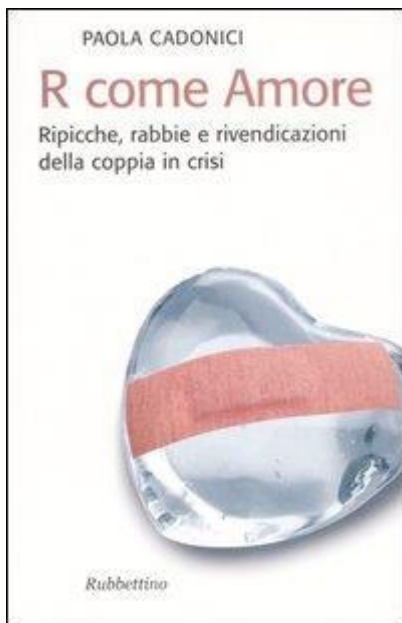 PAOLA CADONICI
R come Amore
Ripicche, rabbie e rivendicazioni
della coppia in crisi
Rubbettino